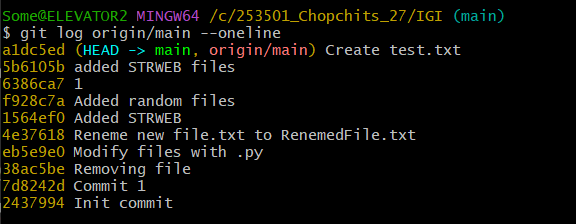 Some@ELEVATOR2 MINGW64 /c/253501_Chopchits_27/IGI (main)
$ git log origin/main --oneline
a1dc5ed (HEAD -> main, origin/main) Create test.txt
5b6105b added STRWEB files
6386ca7 1
f928c7a Added random files
1564ef0 Added STRWEB
4e37618 Reneme new file.txt to RenemedFile.txt
eb5e9e0 Modify files with .py
38ac5be Removing file
7d8242d Commit 1
2437994 Init commit